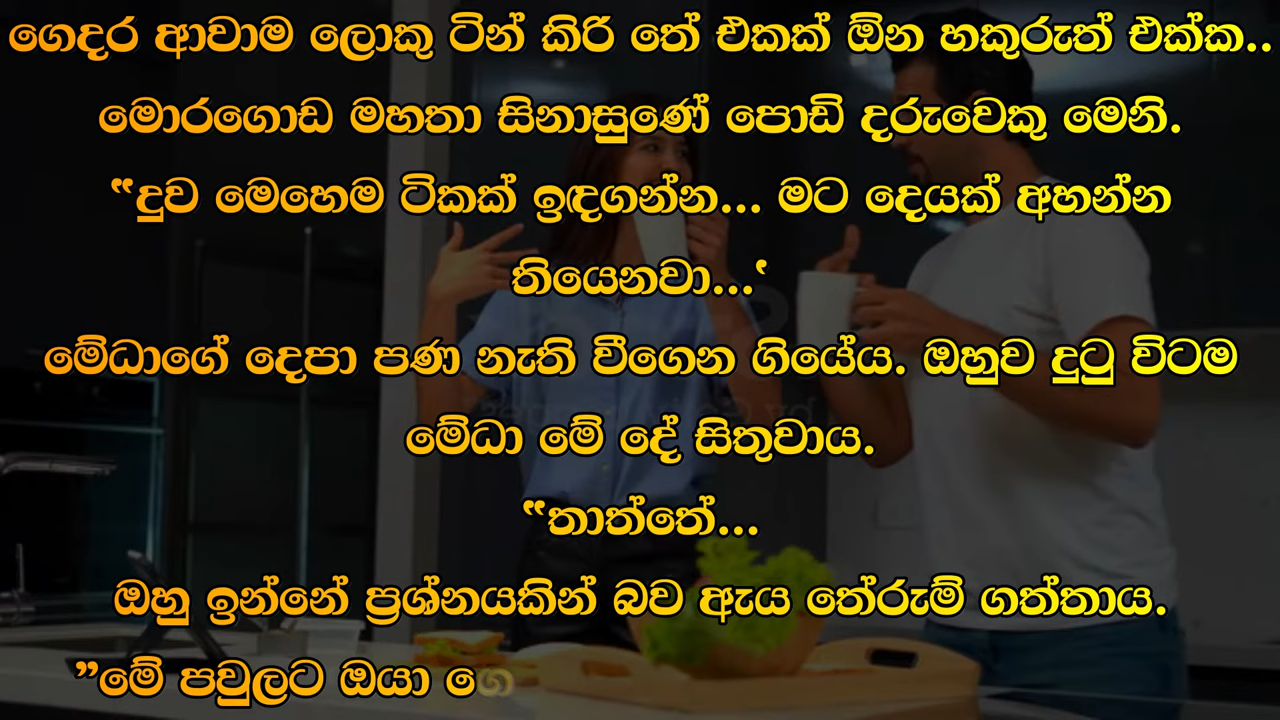 ගෙදර ආවාම ලොකු ටින් කිරි තේ එකක් ඕන හකුරුත් එක්ක..
මොරගොඩ මහතා සිනාසුණේ පොඩි දරුවෙකු මෙනි.
“දුව මෙහෙම ටිකක් ඉඳගන්න... මට දෙයක් අහන්න
තියෙනවා...‘
මේධාගේ දෙපා පණ නැති වීගෙන ගියේය. ඔහුව දුටු විටම
මේධා මේ දේ සිතුවාය.
“තාත්තේ...
ඔහු ඉන්නේ ප්‍රශ්නයකින් බව ඇය තේරුම් ගත්තාය.
”මේ පවුලට ඔයා ගෙ